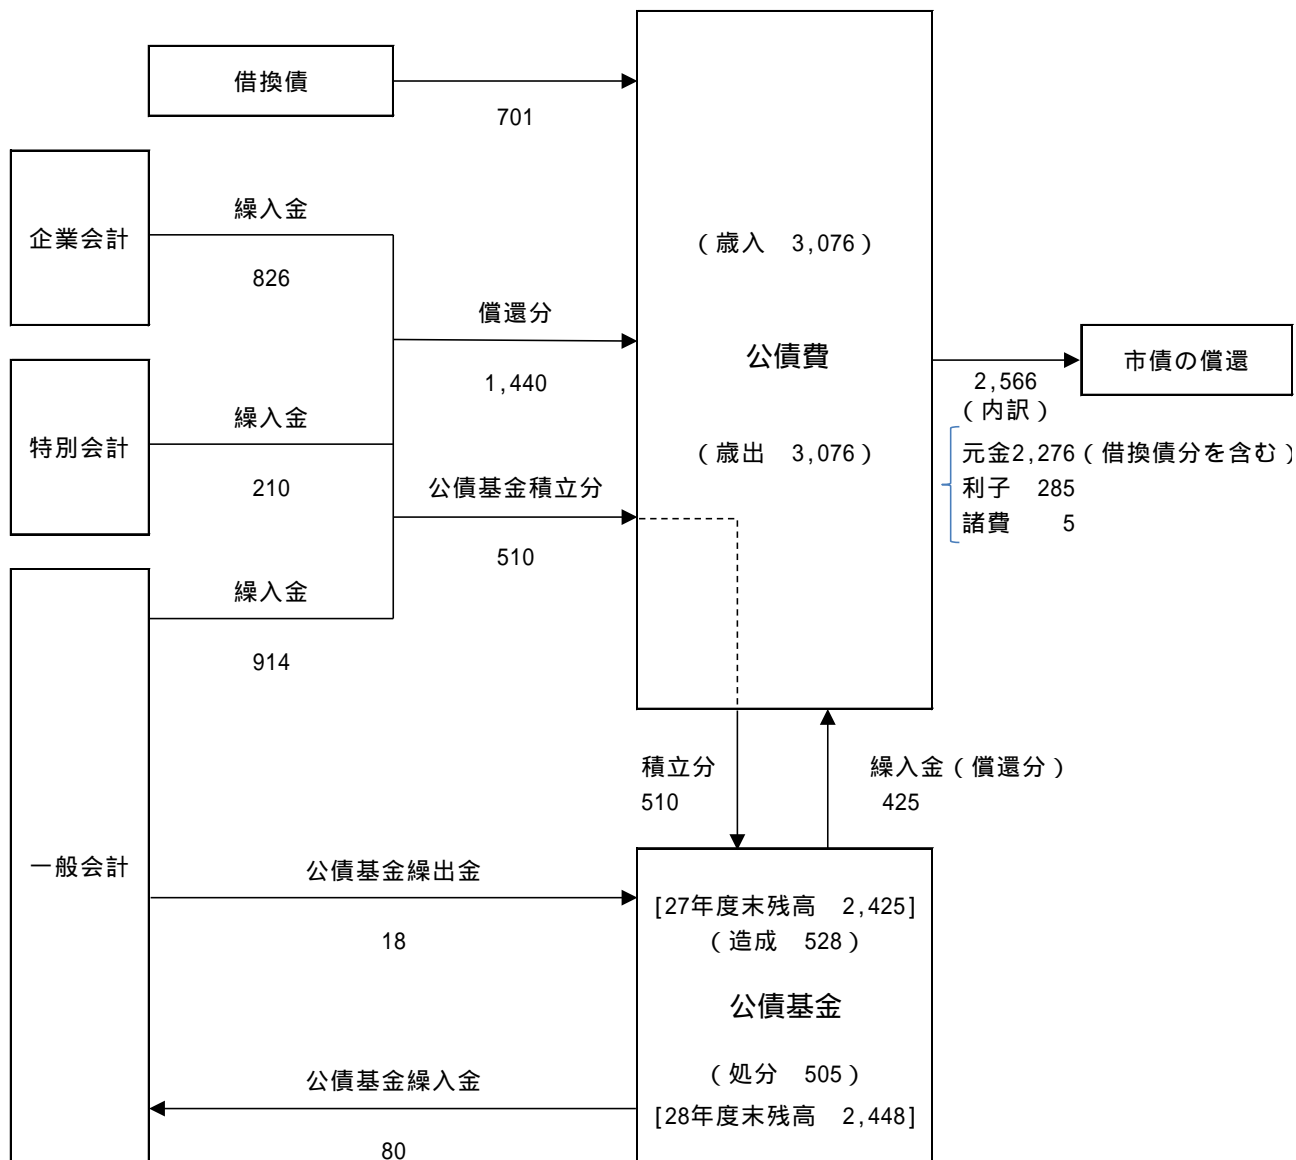 借換債
701
企業会計
繰入金
826
（歳入　3,076）
償還分
1,440
公債費
市債の償還
2,566
（内訳）
元金2,276（借換債分を含む）
利子　285
諸費　　5
特別会計
繰入金
210
（歳出　3,076）
公債基金積立分
510
繰入金
914
積立分
510
繰入金（償還分）
425
一般会計
公債基金繰出金
18
[27年度末残高　2,425]
（造成　528）
公債基金
（処分　505）
[28年度末残高　2,448]
公債基金繰入金
80